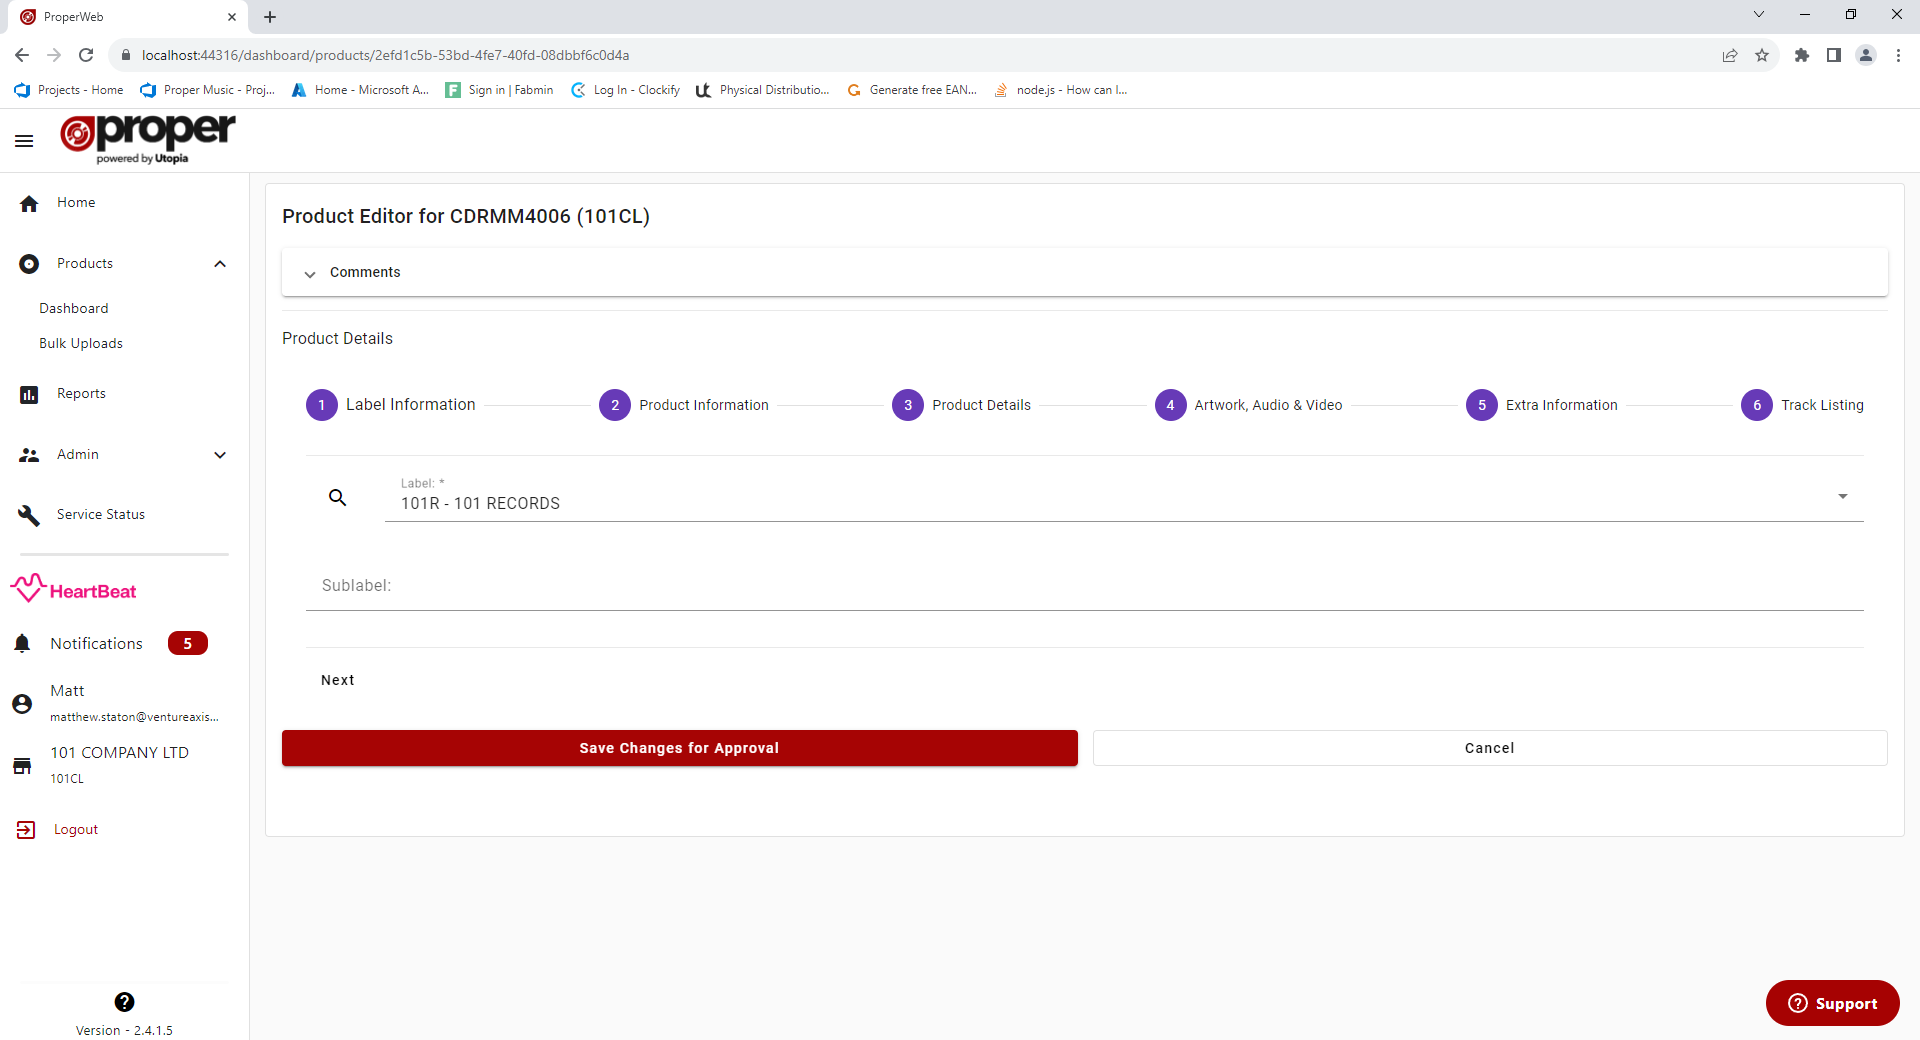 ProperWeb
localhost:44316/dashboard/products/2efd1c5b-53bd-4fe7-40fd-08dbbf6c0d4a
Projects - Home
Proper Music - Proj...
Home - Microsoft A...
Sign in | Fabmin
Log In - Clockify
Physical Distributio...
Generate free EAN...
node.js - How can I...
proper
powered by Utopia
Home
Products
Dashboard
Bulk Uploads
Reports
Admin
Service Status
HeartBeat
Notifications
5
Matt
matthew.staton@ventureaxis...
101 COMPANY LTD
101CL
Logout
Version - 2.4.1.5
Product Editor for CDRMM4006 (101CL)
Comments
Product Details
1 Label Information
2 Product Information
3 Product Details
4 Artwork, Audio & Video
5 Extra Information
6 Track Listing
Label: *
101R - 101 RECORDS
Sublabel:
Next
Save Changes for Approval
Cancel
Support